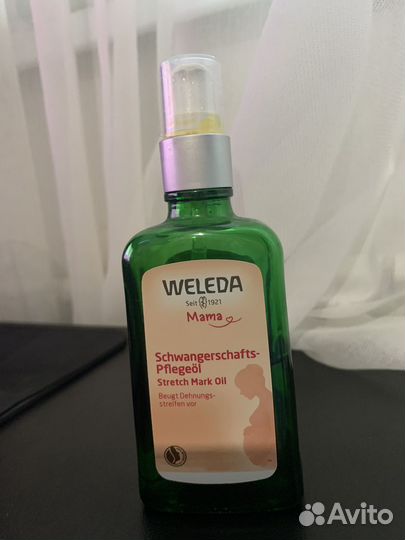 WELEDA
Seit 1921
Mama
Schwangerschafts-
Pflegeöl
Stretch Mark Oil
Beugt Dehnungs-
streifen vor
Avito